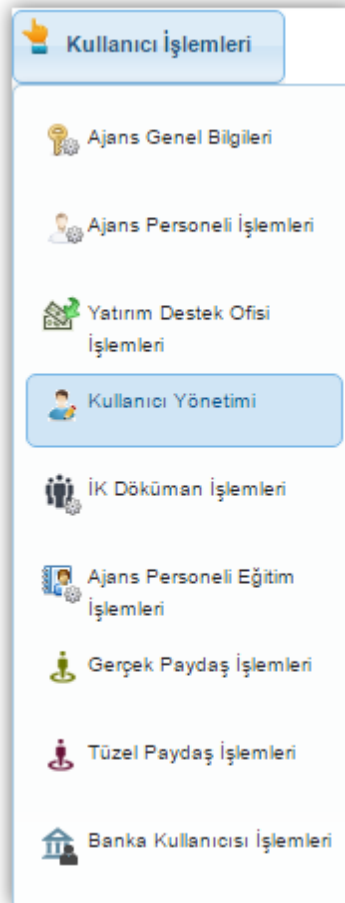 Kullanıcı İşlemleri
Ajans Genel Bilgileri
Ajans Personeli İşlemleri
Yatırım Destek Ofisi
İşlemleri
Kullanıcı Yönetimi
İK Döküman İşlemleri
Ajans Personeli Eğitim
İşlemleri
Gerçek Paydaş İşlemleri
Tüzel Paydaş İşlemleri
Banka Kullanıcısı İşlemleri